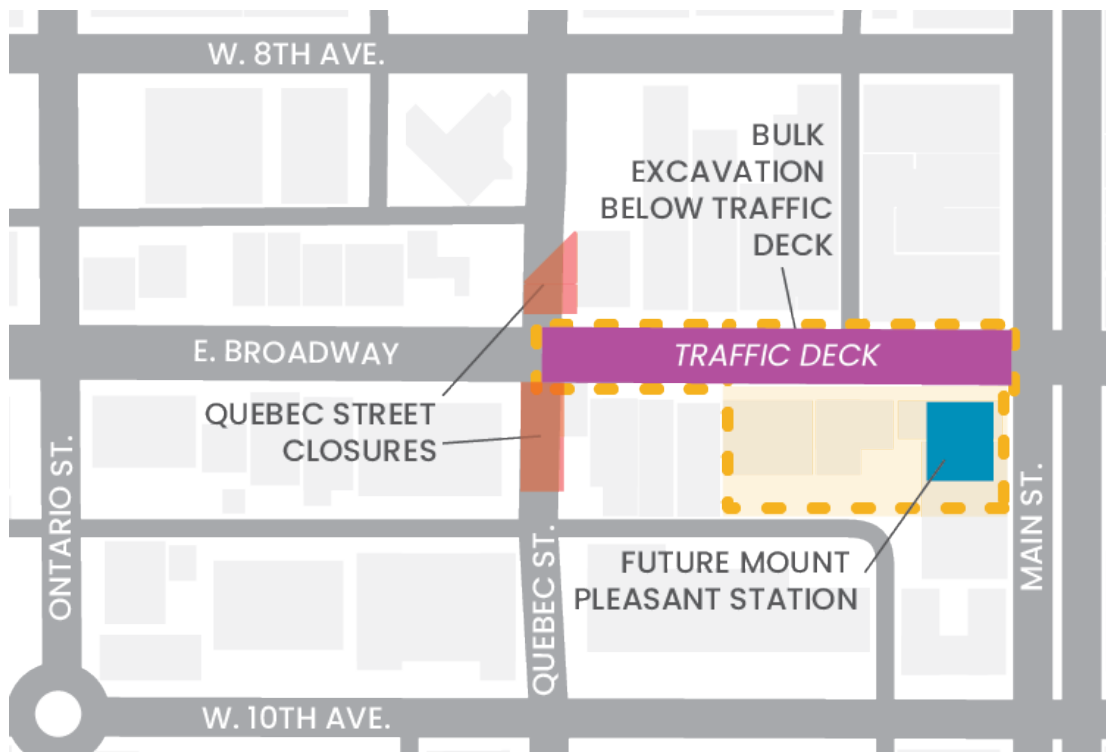 W. 8TH AVE.
BULK
EXCAVATION
BELOW TRAFFIC
DECK
E. BROADWAY
TRAFFIC DECK
QUEBEC STREET
CLOSURES
ONTARIO ST.
QUEBEC ST.
MAIN ST.
FUTURE MOUNT
PLEASANT STATION
W. 10TH AVE.